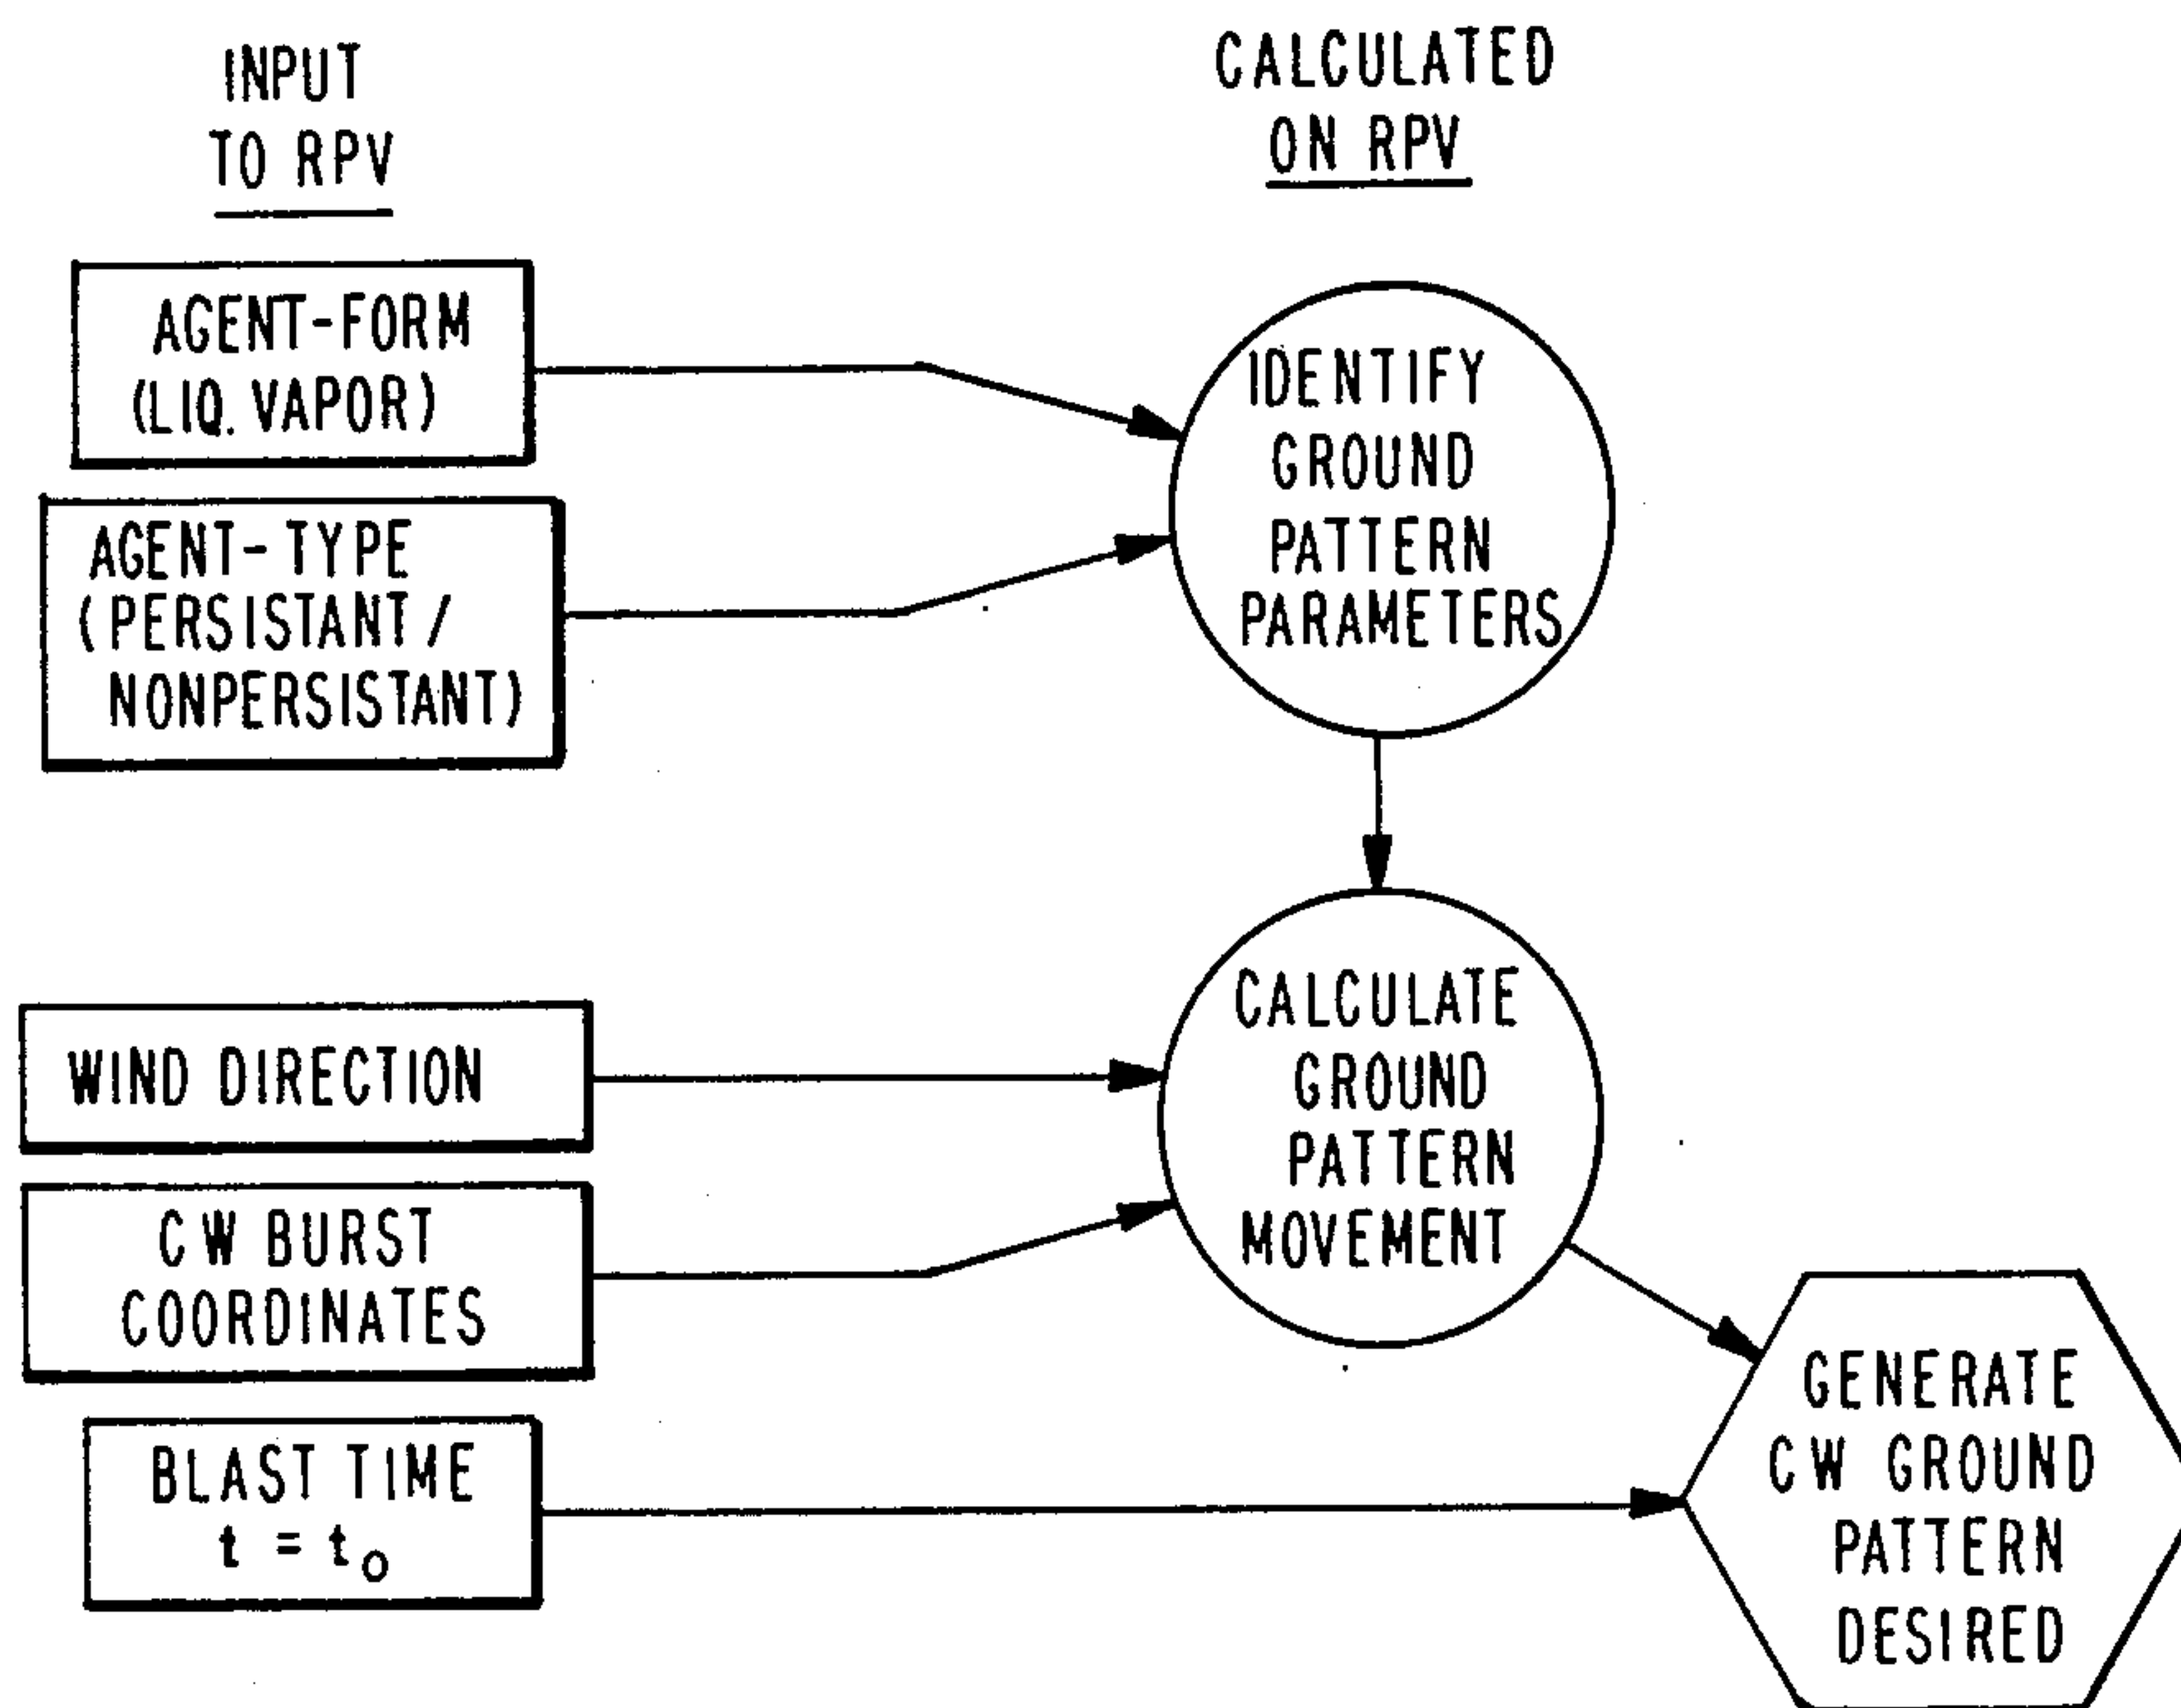 INPUT
TO RPV
CALCULATED
ON RPV
AGENT-FORM
(LIQ. VAPOR)
AGENT-TYPE
(PERSISTANT/
NONPERSISTANT)
IDENTIFY
GROUND
PATTERN
PARAMETERS
WIND DIRECTION
CW BURST
COORDINATES
CALCULATE
GROUND
PATTERN
MOVEMENT
BLAST TIME
t = to
GENERATE
CW GROUND
PATTERN
DESIRED